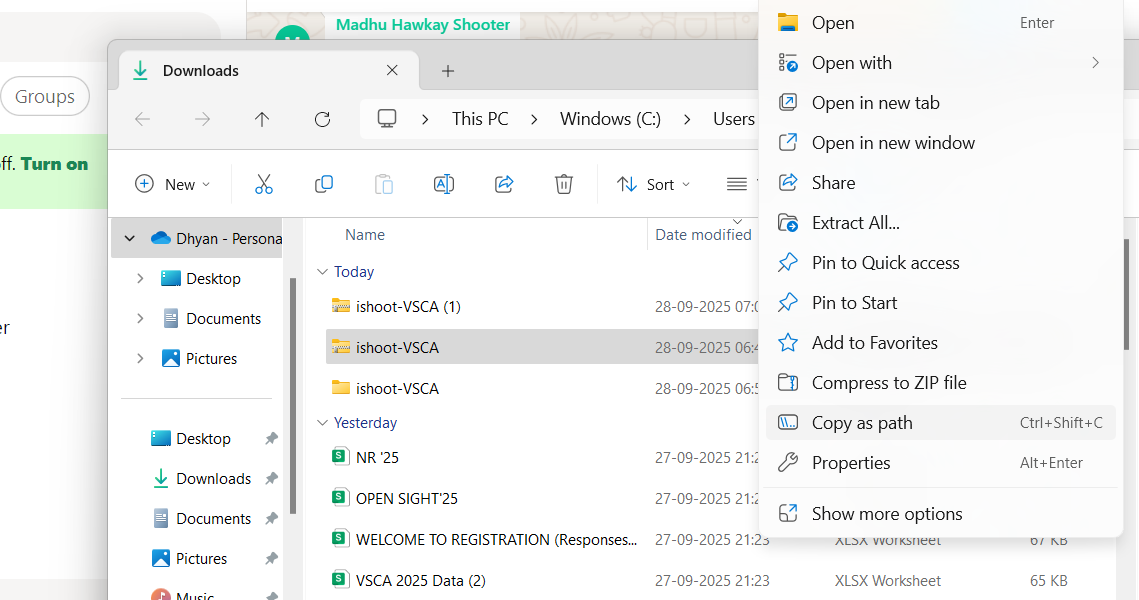 Madhu Hawkay Shooter
Downloads
Groups
ff. Turn on
er
This PC
Windows (C:)
Users
New
Sort
Dhyan - Persona
Desktop
Documents
Pictures
Desktop
Downloads
Documents
Pictures
Music
Name
Date modified
Today
ishoot-VSCA (1) 28-09-2025 07:0
ishoot-VSCA 28-09-2025 06:4
ishoot-VSCA 28-09-2025 06:5
Yesterday
NR '25 27-09-2025 21:2
OPEN SIGHT'25 27-09-2025 21:2
WELCOME TO REGISTRATION (Responses... 27-09-2025 21:23 XLSX Worksheet 67 KB
VSCA 2025 Data (2) 27-09-2025 21:23 XLSX Worksheet 65 KB
Open Enter
Open with
Open in new tab
Open in new window
Share
Extract All...
Pin to Quick access
Pin to Start
Add to Favorites
Compress to ZIP file
Copy as path Ctrl+Shift+C
Properties Alt+Enter
Show more options